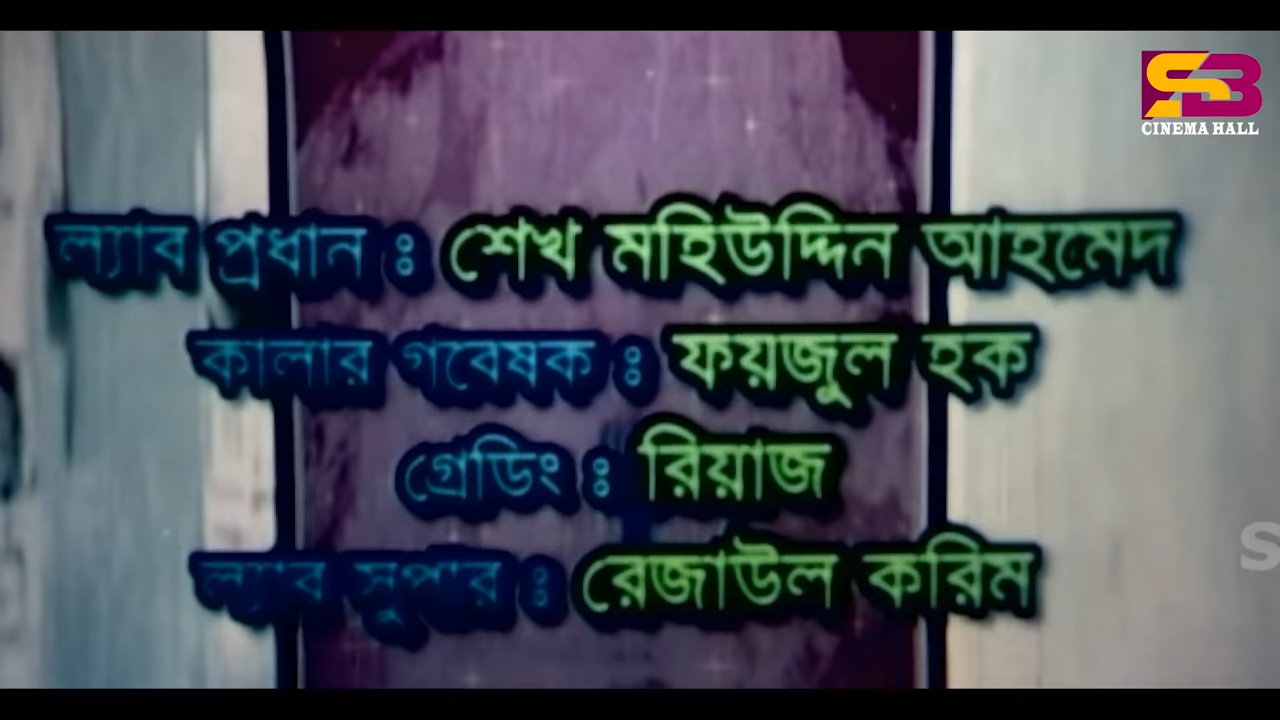 SB
CINEMA HALL
ল্যাব প্রধান ঃ শেখ মহিউদ্দিন আহমেদ
কালার গবেষক ঃ ফয়জুল হক
গ্রেডিং ঃ রিয়াজ
ল্যাব সুপার ঃ রেজাউল করিম
S